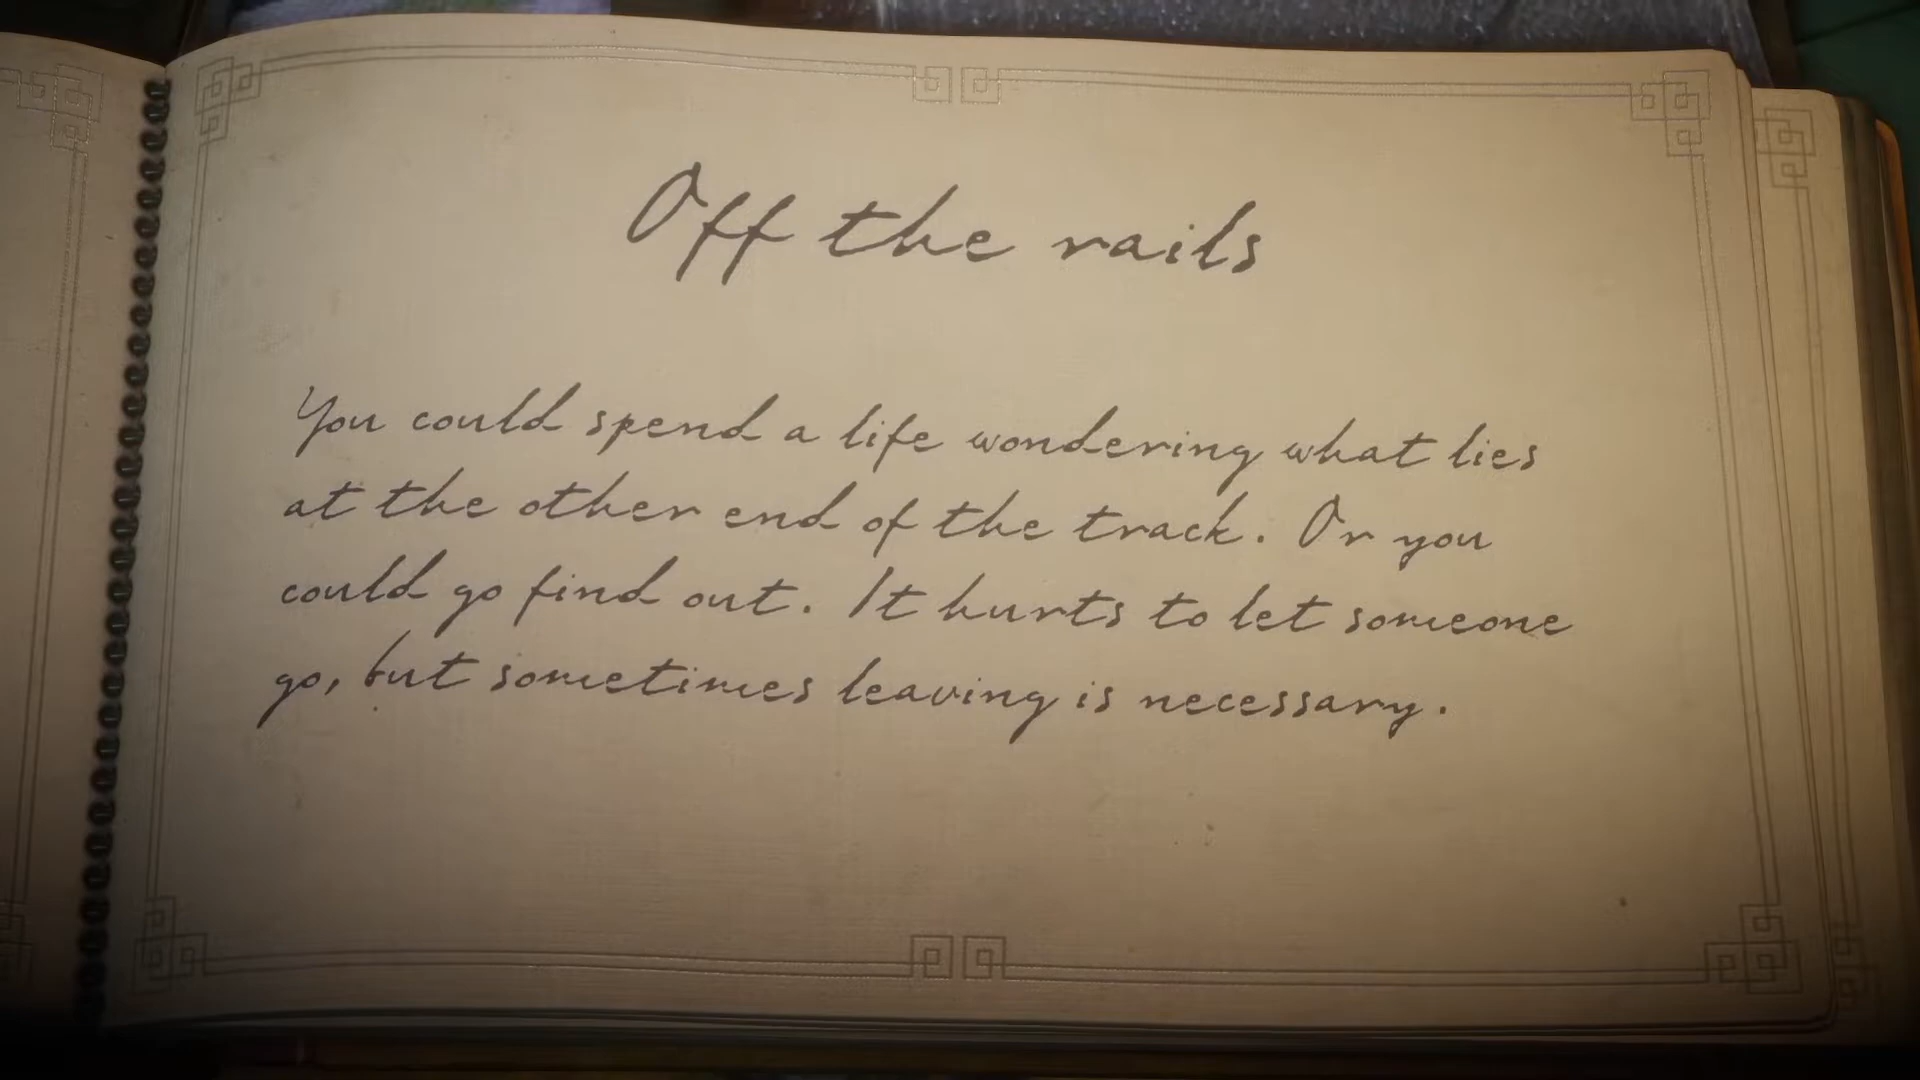 Off the rails
You could spend a life wondering what lies
at the other end of the track. Or you
could go find out. It hurts to let someone
go, but sometimes leaving is necessary.